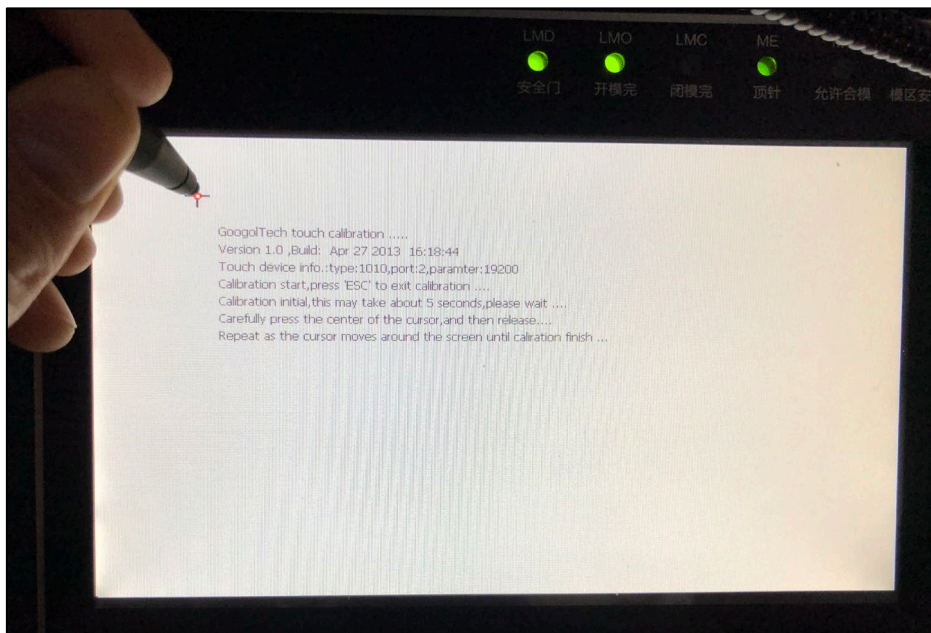 LMD LMO LMC ME
安全门 开模完 闭模完 顶针 允许合模 模区安
GoogolTech touch calibration .....
Version 1.0 ,Build:  Apr 27 2013  16:18:44
Touch device info.:type:1010,port:2,paramter:19200
Calibration start,press 'ESC' to exit calibration ....
Calibration initial,this may take about 5 seconds,please wait ....
Carefully press the center of the cursor,and then release....
Repeat as the cursor moves around the screen until caliration finish ...